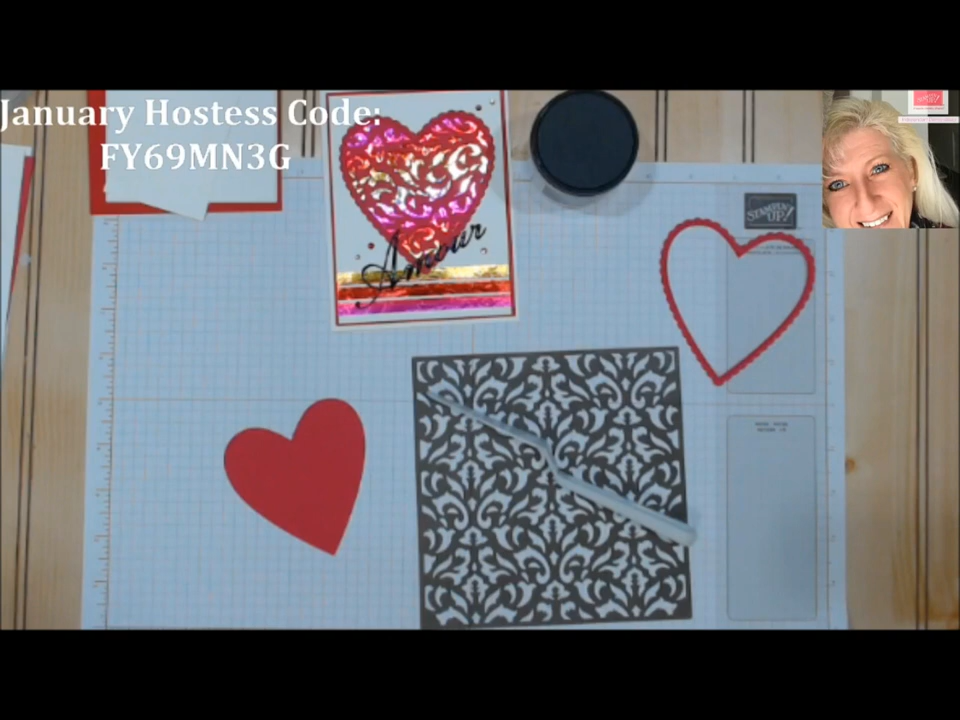 January Hostess Code:
FY69MN3G
Amour
STAMPIN'
UP!